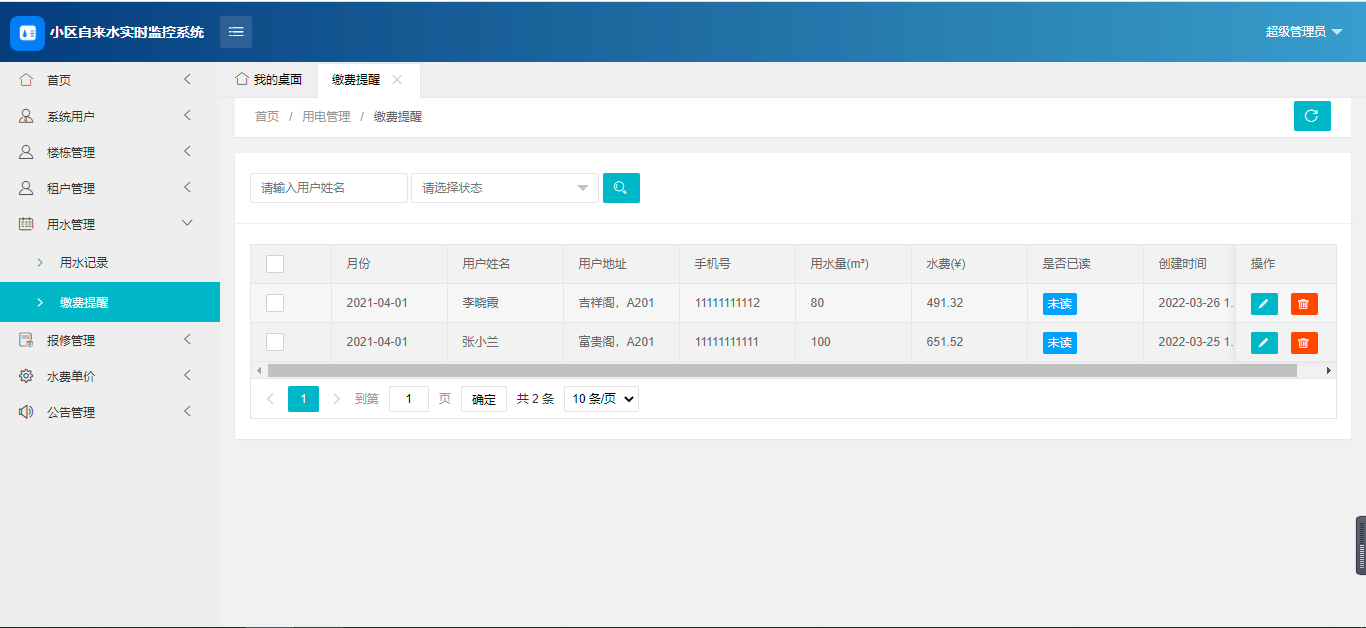 小区自来水实时监控系统
超级管理员
首页
系统用户
楼栋管理
租户管理
用水管理
用水记录
缴费提醒
报修管理
水费单价
公告管理
我的桌面 缴费提醒
首页 / 用电管理 / 缴费提醒
请输入用户姓名 请选择状态
月份 用户姓名 用户地址 手机号 用水量(m³) 水费(¥) 是否已读 创建时间 操作
2021-04-01 李晓霞 吉祥阁，A201 11111111112 80 491.32 未读 2022-03-26 1.
2021-04-01 张小兰 富贵阁，A201 11111111111 100 651.52 未读 2022-03-25 1.
1 到第 1 页 确定 共 2 条 10 条/页